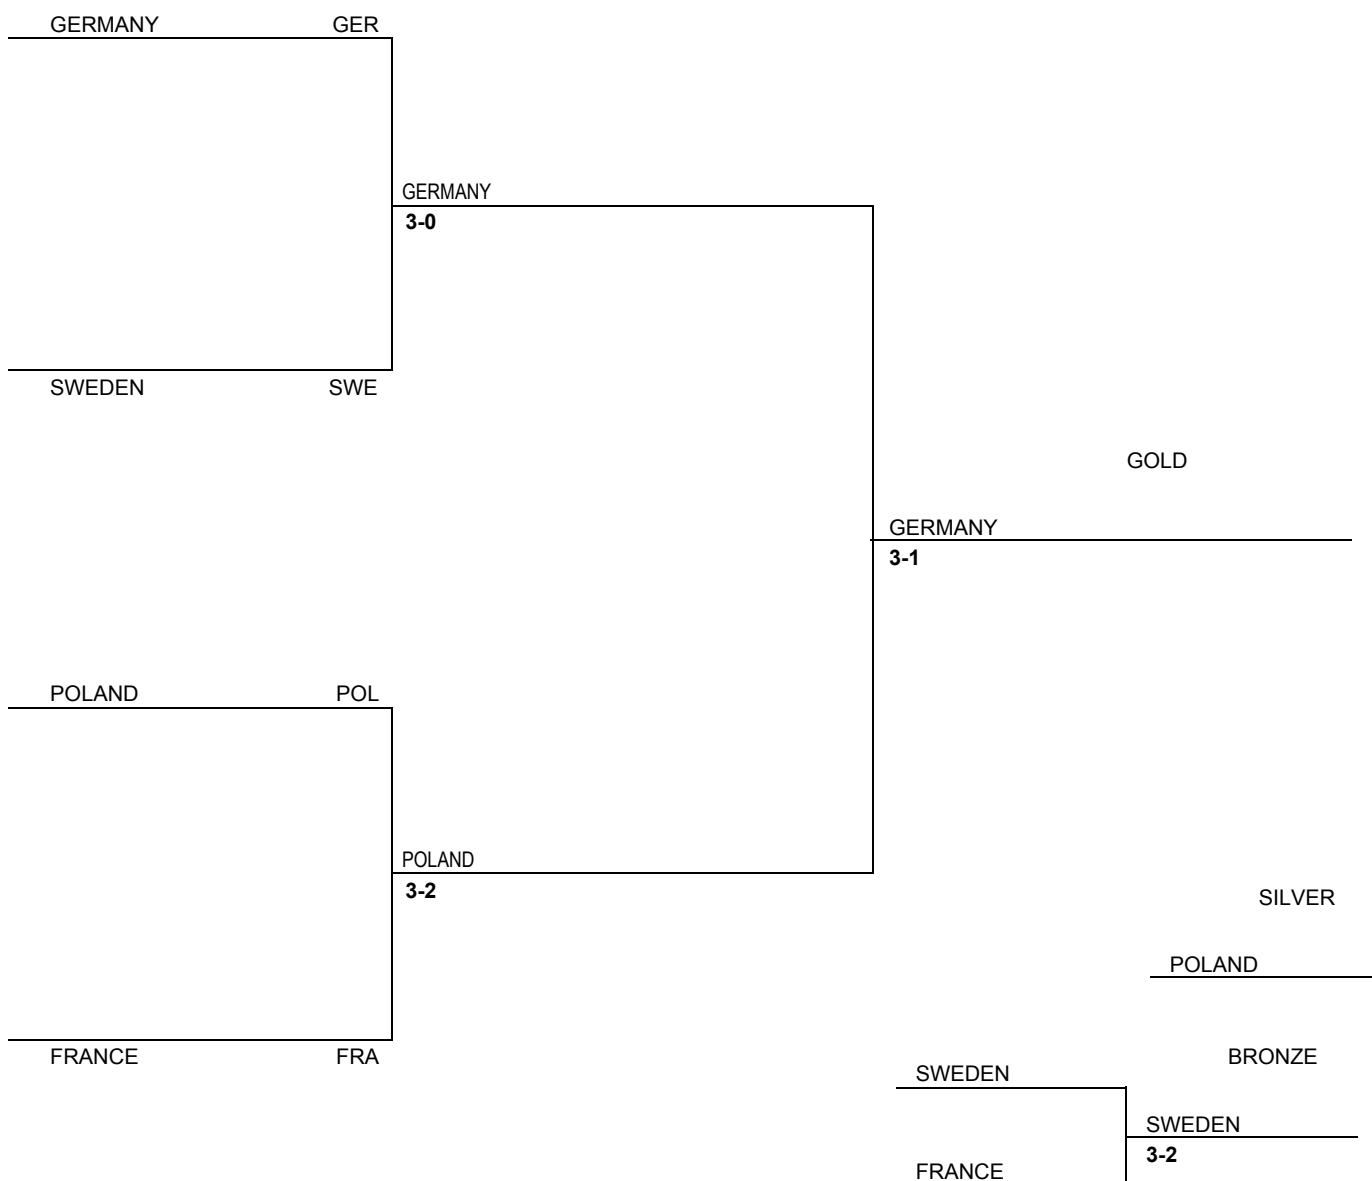 GERMANY GER
GERMANY
3-0
SWEDEN SWE
GOLD
GERMANY
3-1
POLAND POL
POLAND
3-2
SILVER
POLAND
FRANCE FRA
BRONZE
SWEDEN
SWEDEN
3-2
FRANCE